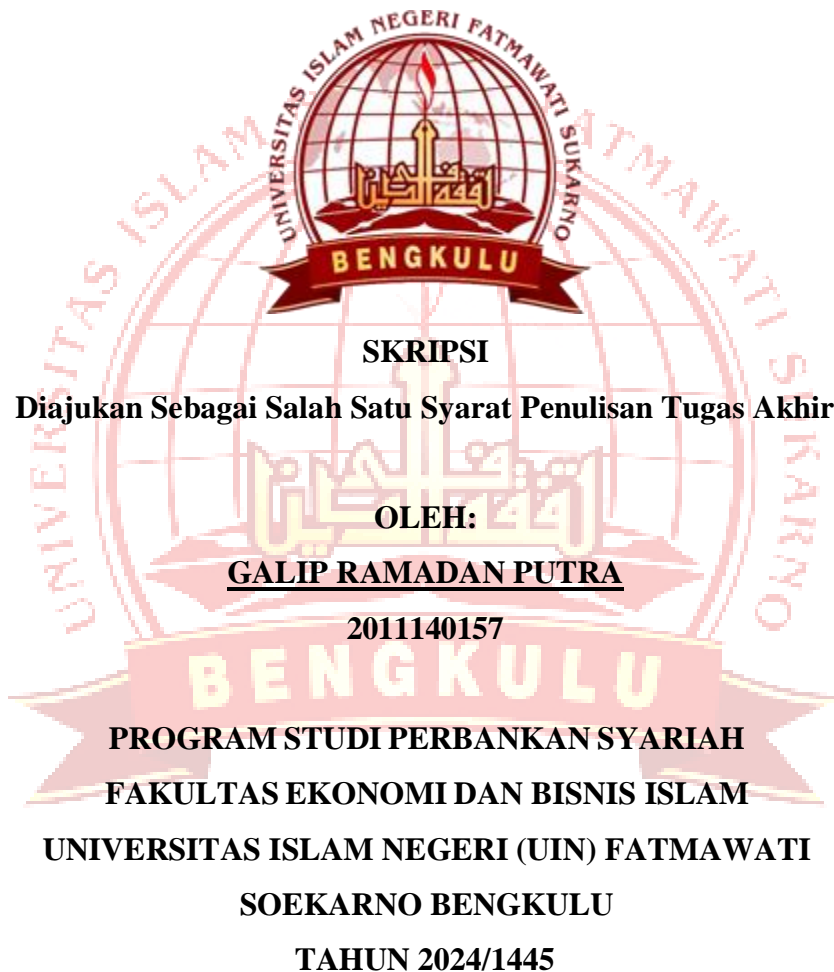 UNIVERSITAS ISLAM NEGERI FATMAWATI SUKARNO
BENGKULU
SKRIPSI
Diajukan Sebagai Salah Satu Syarat Penulisan Tugas Akhir
OLEH:
GALIP RAMADAN PUTRA
2011140157
PROGRAM STUDI PERBANKAN SYARIAH
FAKULTAS EKONOMI DAN BISNIS ISLAM
UNIVERSITAS ISLAM NEGERI (UIN) FATMAWATI
SOEKARNO BENGKULU
TAHUN 2024/1445